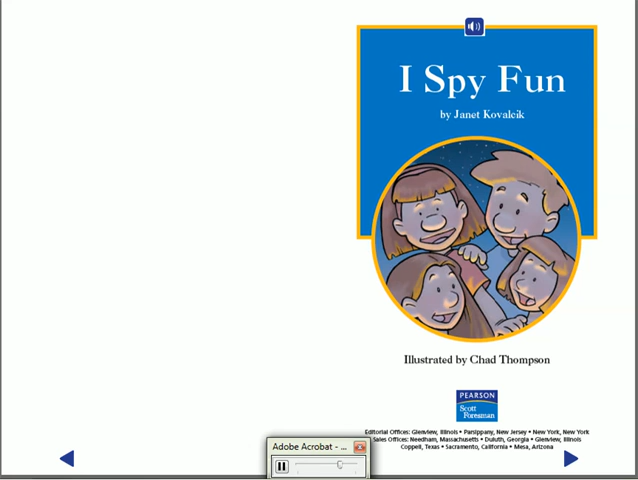 I Spy Fun
by Janet Kovalcik
Illustrated by Chad Thompson
PEARSON
Scott
Foresman
Editorial Offices: Glenview, Illinois • Parsippany, New Jersey • New York, New York
Sales Offices: Needham, Massachusetts • Duluth, Georgia • Glenview, Illinois
Coppell, Texas • Sacramento, California • Mesa, Arizona
Adobe Acrobat - ...